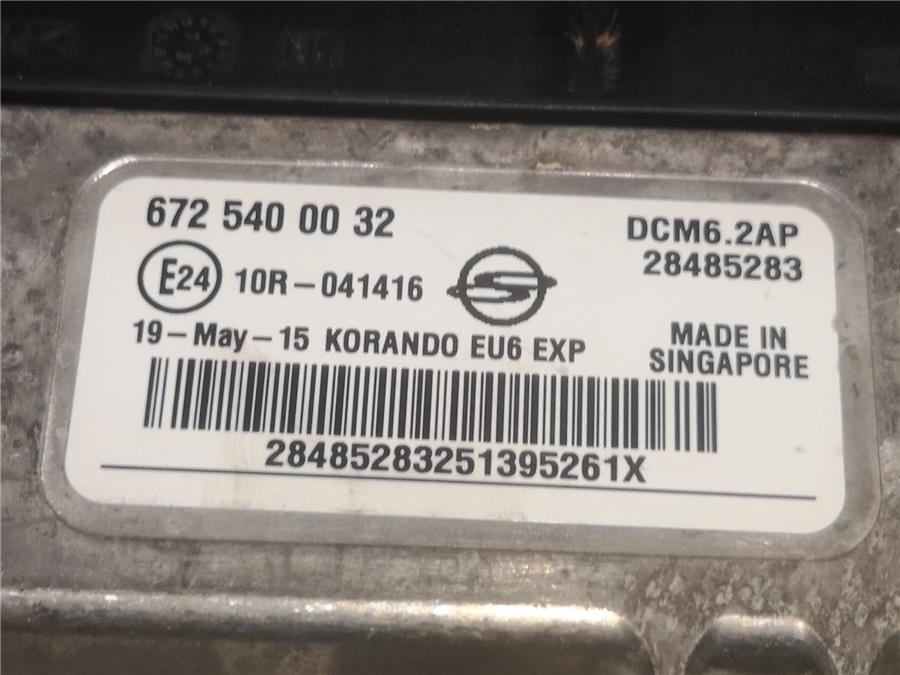 672 540 00 32
DCM6.2AP
28485283
E24 10R-041416
19-May-15 KORANDO EU6 EXP
MADE IN
SINGAPORE
28485283251395261X